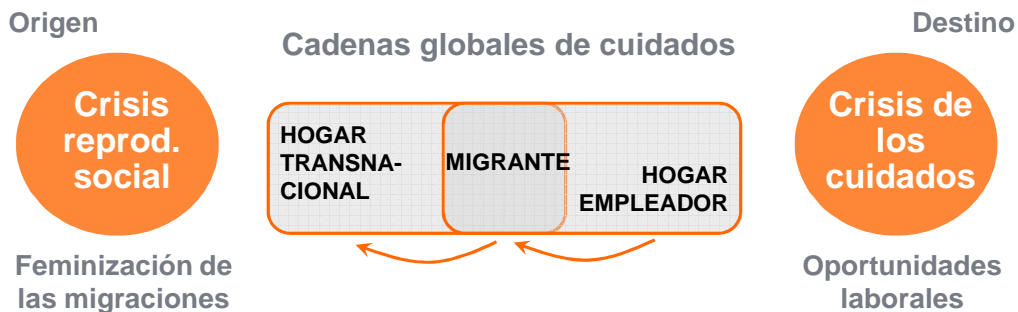 Origen
Destino
Cadenas globales de cuidados
Crisis
reprod.
social
HOGAR
TRANSNA-
CIONAL
MIGRANTE
HOGAR
EMPLEADOR
Crisis de
los
cuidados
Feminización de
las migraciones
Oportunidades
laborales